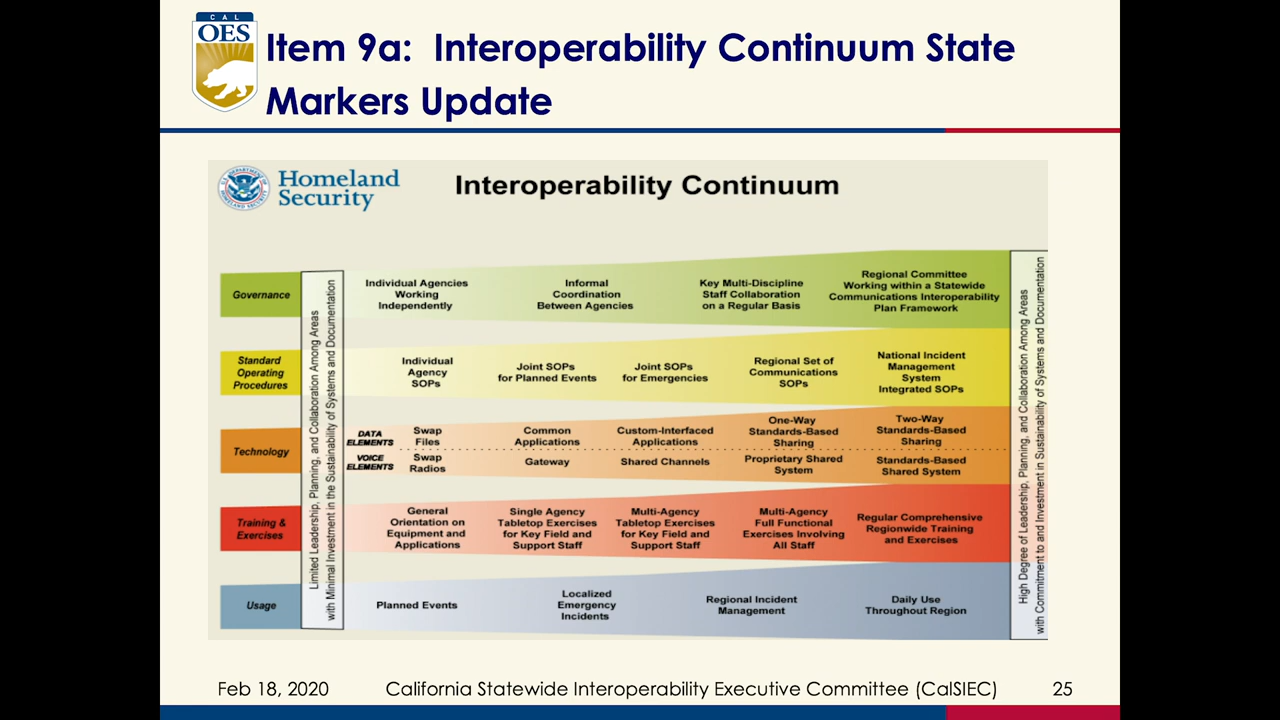 CAL
OES
Item 9a: Interoperability Continuum State
Markers Update
Homeland
Security
Interoperability Continuum
Limited Leadership, Planning, and Collaboration Among Areas
with Minimal Investment in the Sustainability of Systems and Documentation
Governance
Individual Agencies
Working
Independently
Informal
Coordination
Between Agencies
Key Multi-Discipline
Staff Collaboration
on a Regular Basis
Regional Committee
Working within a Statewide
Communications Interoperability
Plan Framework
Standard
Operating
Procedures
Individual
Agency
SOPs
Joint SOPs
for Planned Events
Joint SOPs
for Emergencies
Regional Set of
Communications
SOPs
National Incident
Management
System
Integrated SOPs
Technology
DATA
ELEMENTS
Swap
Files
Common
Applications
Custom-Interfaced
Applications
One-Way
Standards-Based
Sharing
Two-Way
Standards-Based
Sharing
VOICE
ELEMENTS
Swap
Radios
Gateway
Shared Channels
Proprietary Shared
System
Standards-Based
Shared System
Training &
Exercises
General
Orientation on
Equipment and
Applications
Single Agency
Tabletop Exercises
for Key Field and
Support Staff
Multi-Agency
Tabletop Exercises
for Key Field and
Support Staff
Multi-Agency
Full Functional
Exercises Involving
All Staff
Regular Comprehensive
Regionwide Training
and Exercises
Usage
Planned Events
Localized
Emergency
Incidents
Regional Incident
Management
Daily Use
Throughout Region
High Degree of Leadership, Planning, and Collaboration Among Areas
with Commitment to and Investment in Sustainability of Systems and Documentation
Feb 18, 2020
California Statewide Interoperability Executive Committee (CalSIEC)
25